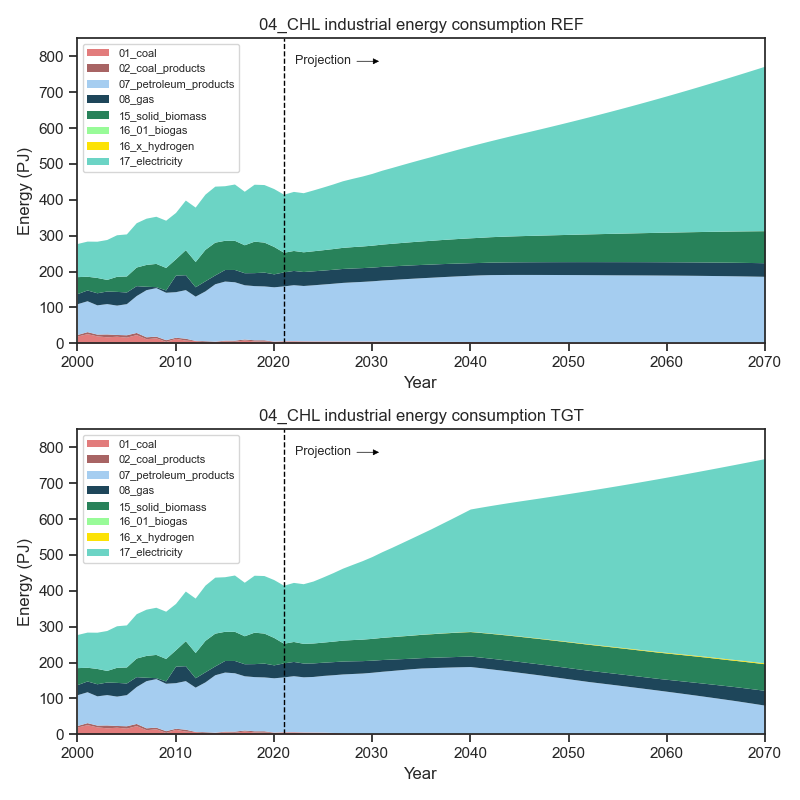 04_CHL industrial energy consumption REF
800
700
600
500
400
300
200
100
0
Energy (PJ)
01_coal
02_coal_products
07_petroleum_products
08_gas
15_solid_biomass
16_01_biogas
16_x_hydrogen
17_electricity
Projection
2000 2010 2020 2030 2040 2050 2060 2070
Year
04_CHL industrial energy consumption TGT
800
700
600
500
400
300
200
100
0
Energy (PJ)
01_coal
02_coal_products
07_petroleum_products
08_gas
15_solid_biomass
16_01_biogas
16_x_hydrogen
17_electricity
Projection
2000 2010 2020 2030 2040 2050 2060 2070
Year